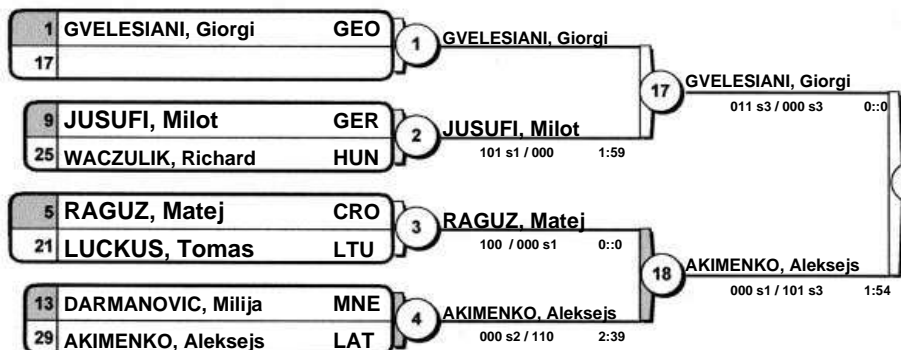 1 GVELESIANI, Giorgi GEO
17
1 GVELESIANI, Giorgi
9 JUSUFI, Milot GER
25 WACZULIK, Richard HUN
2 JUSUFI, Milot
101 s1 / 000 1:59
17 GVELESIANI, Giorgi
011 s3 / 000 s3 0::0
5 RAGUZ, Matej CRO
21 LUCKUS, Tomas LTU
3 RAGUZ, Matej
100 / 000 s1 0::0
13 DARMANOVIC, Milija MNE
29 AKIMENKO, Aleksejs LAT
4 AKIMENKO, Aleksejs
000 s2 / 110 2:39
18 AKIMENKO, Aleksejs
000 s1 / 101 s3 1:54